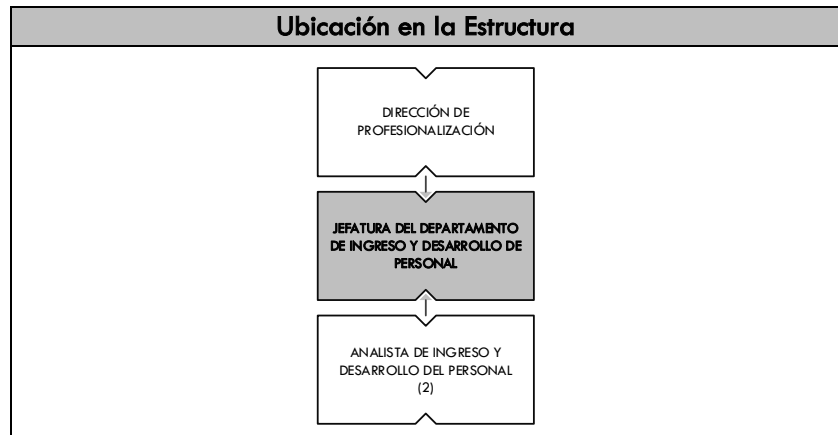 Ubicación en la Estructura
DIRECCIÓN DE
PROFESIONALIZACIÓN
JEFATURA DEL DEPARTAMENTO
DE INGRESO Y DESARROLLO DE
PERSONAL
ANALISTA DE INGRESO Y
DESARROLLO DEL PERSONAL
(2)